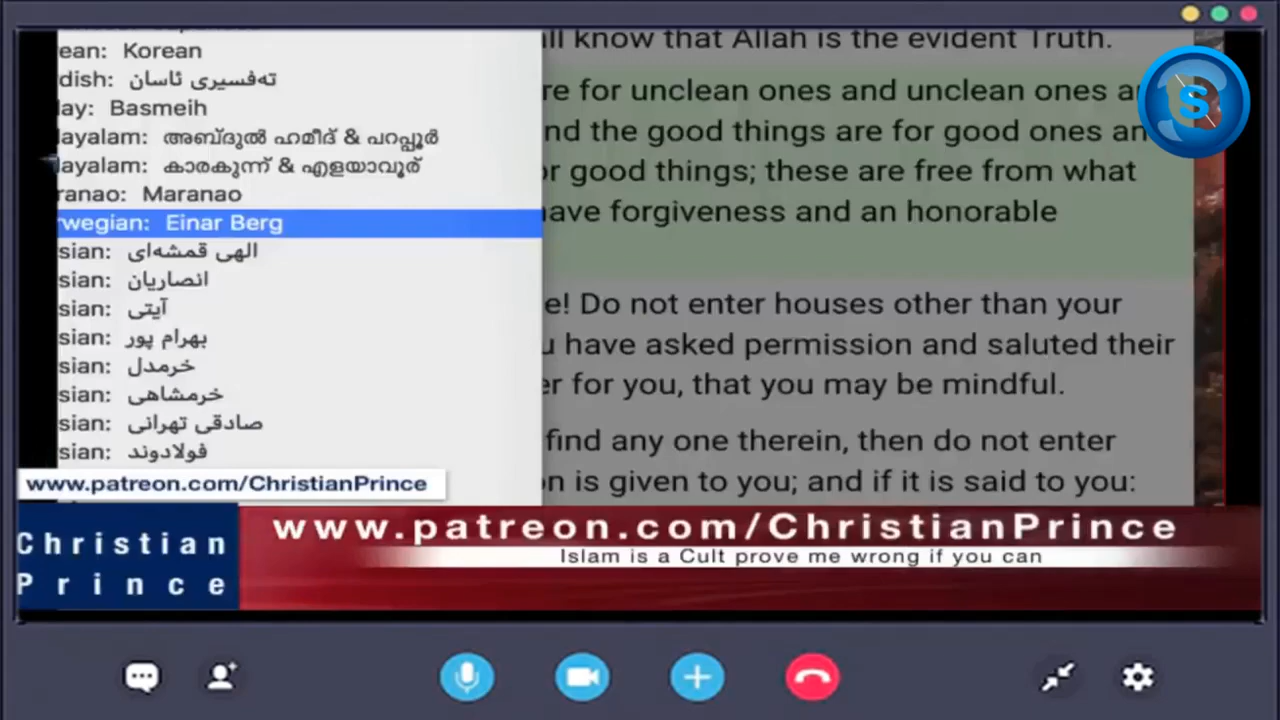 ean: Korean
dish: تەفسیری ئاسان
lay: Basmeih
layalam: അബ്ദുല്‍ ഹമീദ് & പറപ്പൂര്‍
layalam: കാരകുന്ന് & എളയാവൂര്
ranao: Maranao
wegian: Einar Berg
sian: الهی قمشه‌ای
sian: انصاریان
sian: آیتی
sian: بهرام پور
sian: خرمدل
sian: خرمشاهی
sian: صادقی تهرانی
sian: فولادوند
ll know that Allah is the evident Truth.
re for unclean ones and unclean ones a
nd the good things are for good ones an
or good things; these are free from what
have forgiveness and an honorable
e! Do not enter houses other than your
u have asked permission and saluted their
er for you, that you may be mindful.
find any one therein, then do not enter
on is given to you; and if it is said to you:
S
www.patreon.com/ChristianPrince
Christian
Prince
www.patreon.com/ChristianPrince
Islam is a Cult prove me wrong if you can